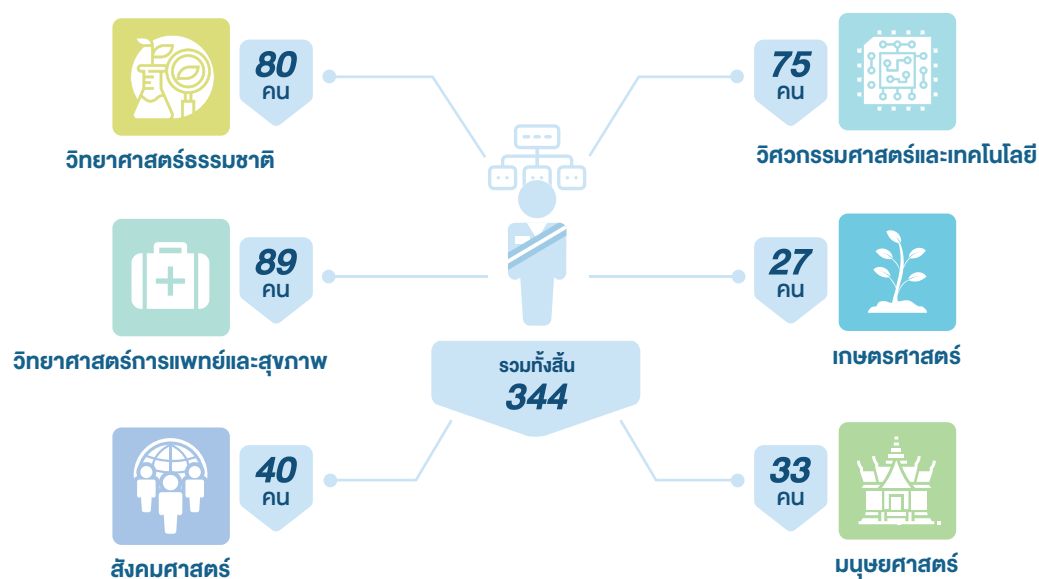 80
คน
วิทยาศาสตร์ธรรมชาติ
75
คน
วิศวกรรมศาสตร์และเทคโนโลยี
89
คน
วิทยาศาสตร์การแพทย์และสุขภาพ
27
คน
เกษตรศาสตร์
รวมทั้งสิ้น
344
40
คน
สังคมศาสตร์
33
คน
มนุษยศาสตร์